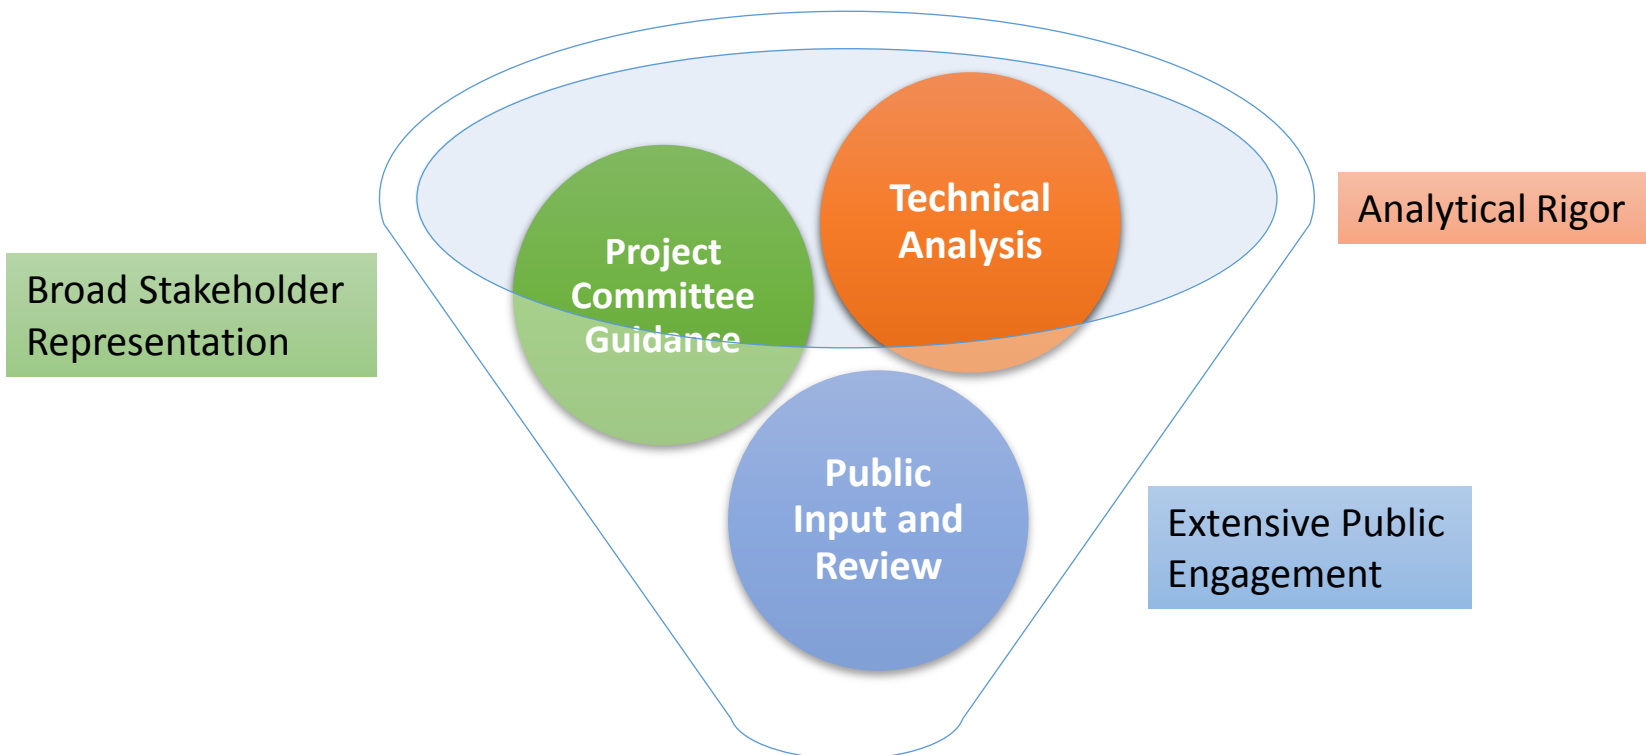 Technical
Analysis
Analytical Rigor
Project
Committee
Guidance
Broad Stakeholder
Representation
Public
Input and
Review
Extensive Public
Engagement